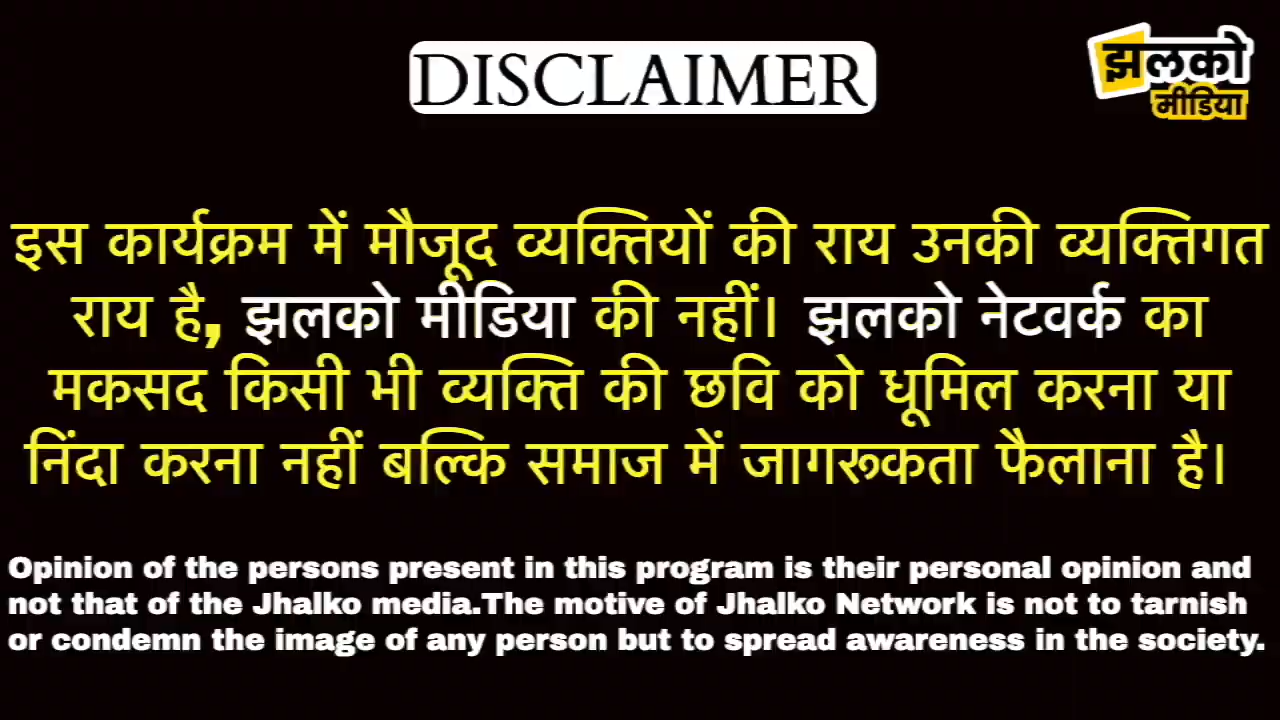 DISCLAIMER
झलको
मीडिया
इस कार्यक्रम में मौजूद व्यक्तियों की राय उनकी व्यक्तिगत
राय है, झलको मीडिया की नहीं। झलको नेटवर्क का
मकसद किसी भी व्यक्ति की छवि को धूमिल करना या
निंदा करना नहीं बल्कि समाज में जागरूकता फैलाना है।
Opinion of the persons present in this program is their personal opinion and
not that of the Jhalko media.The motive of Jhalko Network is not to tarnish
or condemn the image of any person but to spread awareness in the society.